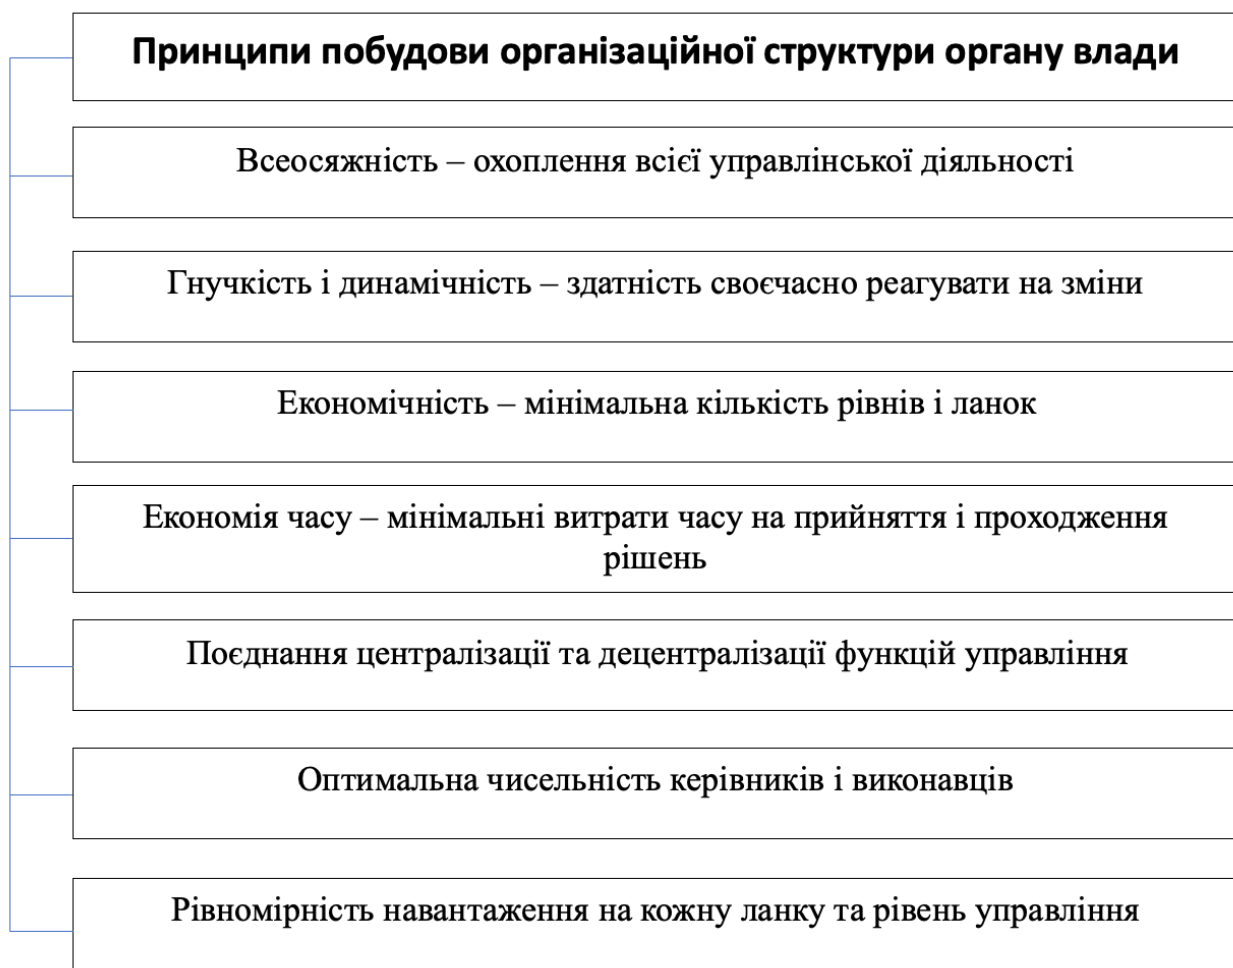 Принципи побудови організаційної структури органу влади
Всеосяжність – охоплення всієї управлінської діяльності
Гнучкість і динамічність – здатність своєчасно реагувати на зміни
Економічність – мінімальна кількість рівнів і ланок
Економія часу – мінімальні витрати часу на прийняття і проходження
рішень
Поєднання централізації та децентралізації функцій управління
Оптимальна чисельність керівників і виконавців
Рівномірність навантаження на кожну ланку та рівень управління